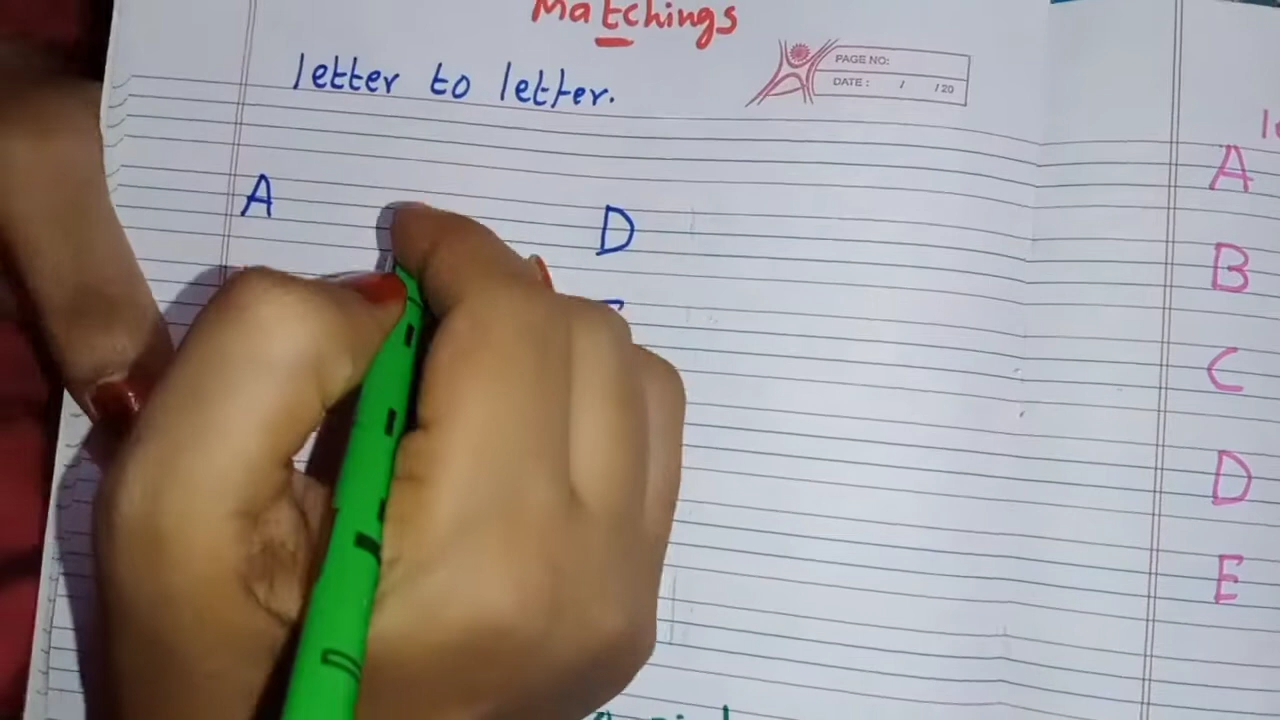 Matchings
letter to letter.
PAGE NO:
DATE : / / 20
A D
A
B
C
D
E